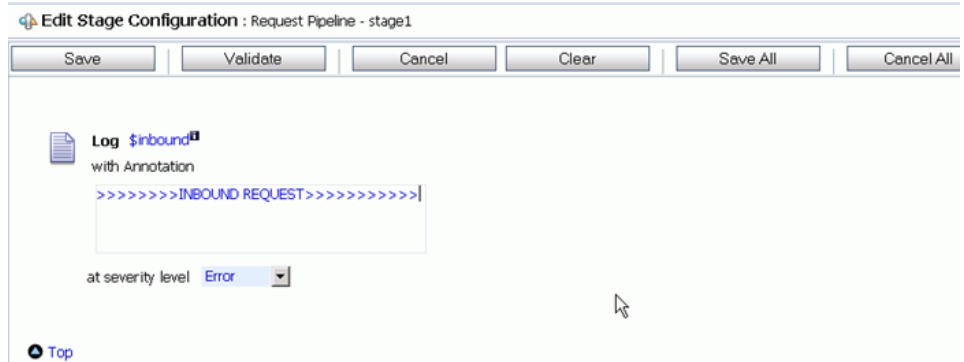 Edit Stage Configuration : Request Pipeline - stage1
Save Validate Cancel Clear Save All Cancel All
Log $inbound
with Annotation
>>>>>>>>INBOUND REQUEST>>>>>>>>>>>
at severity level Error
Top